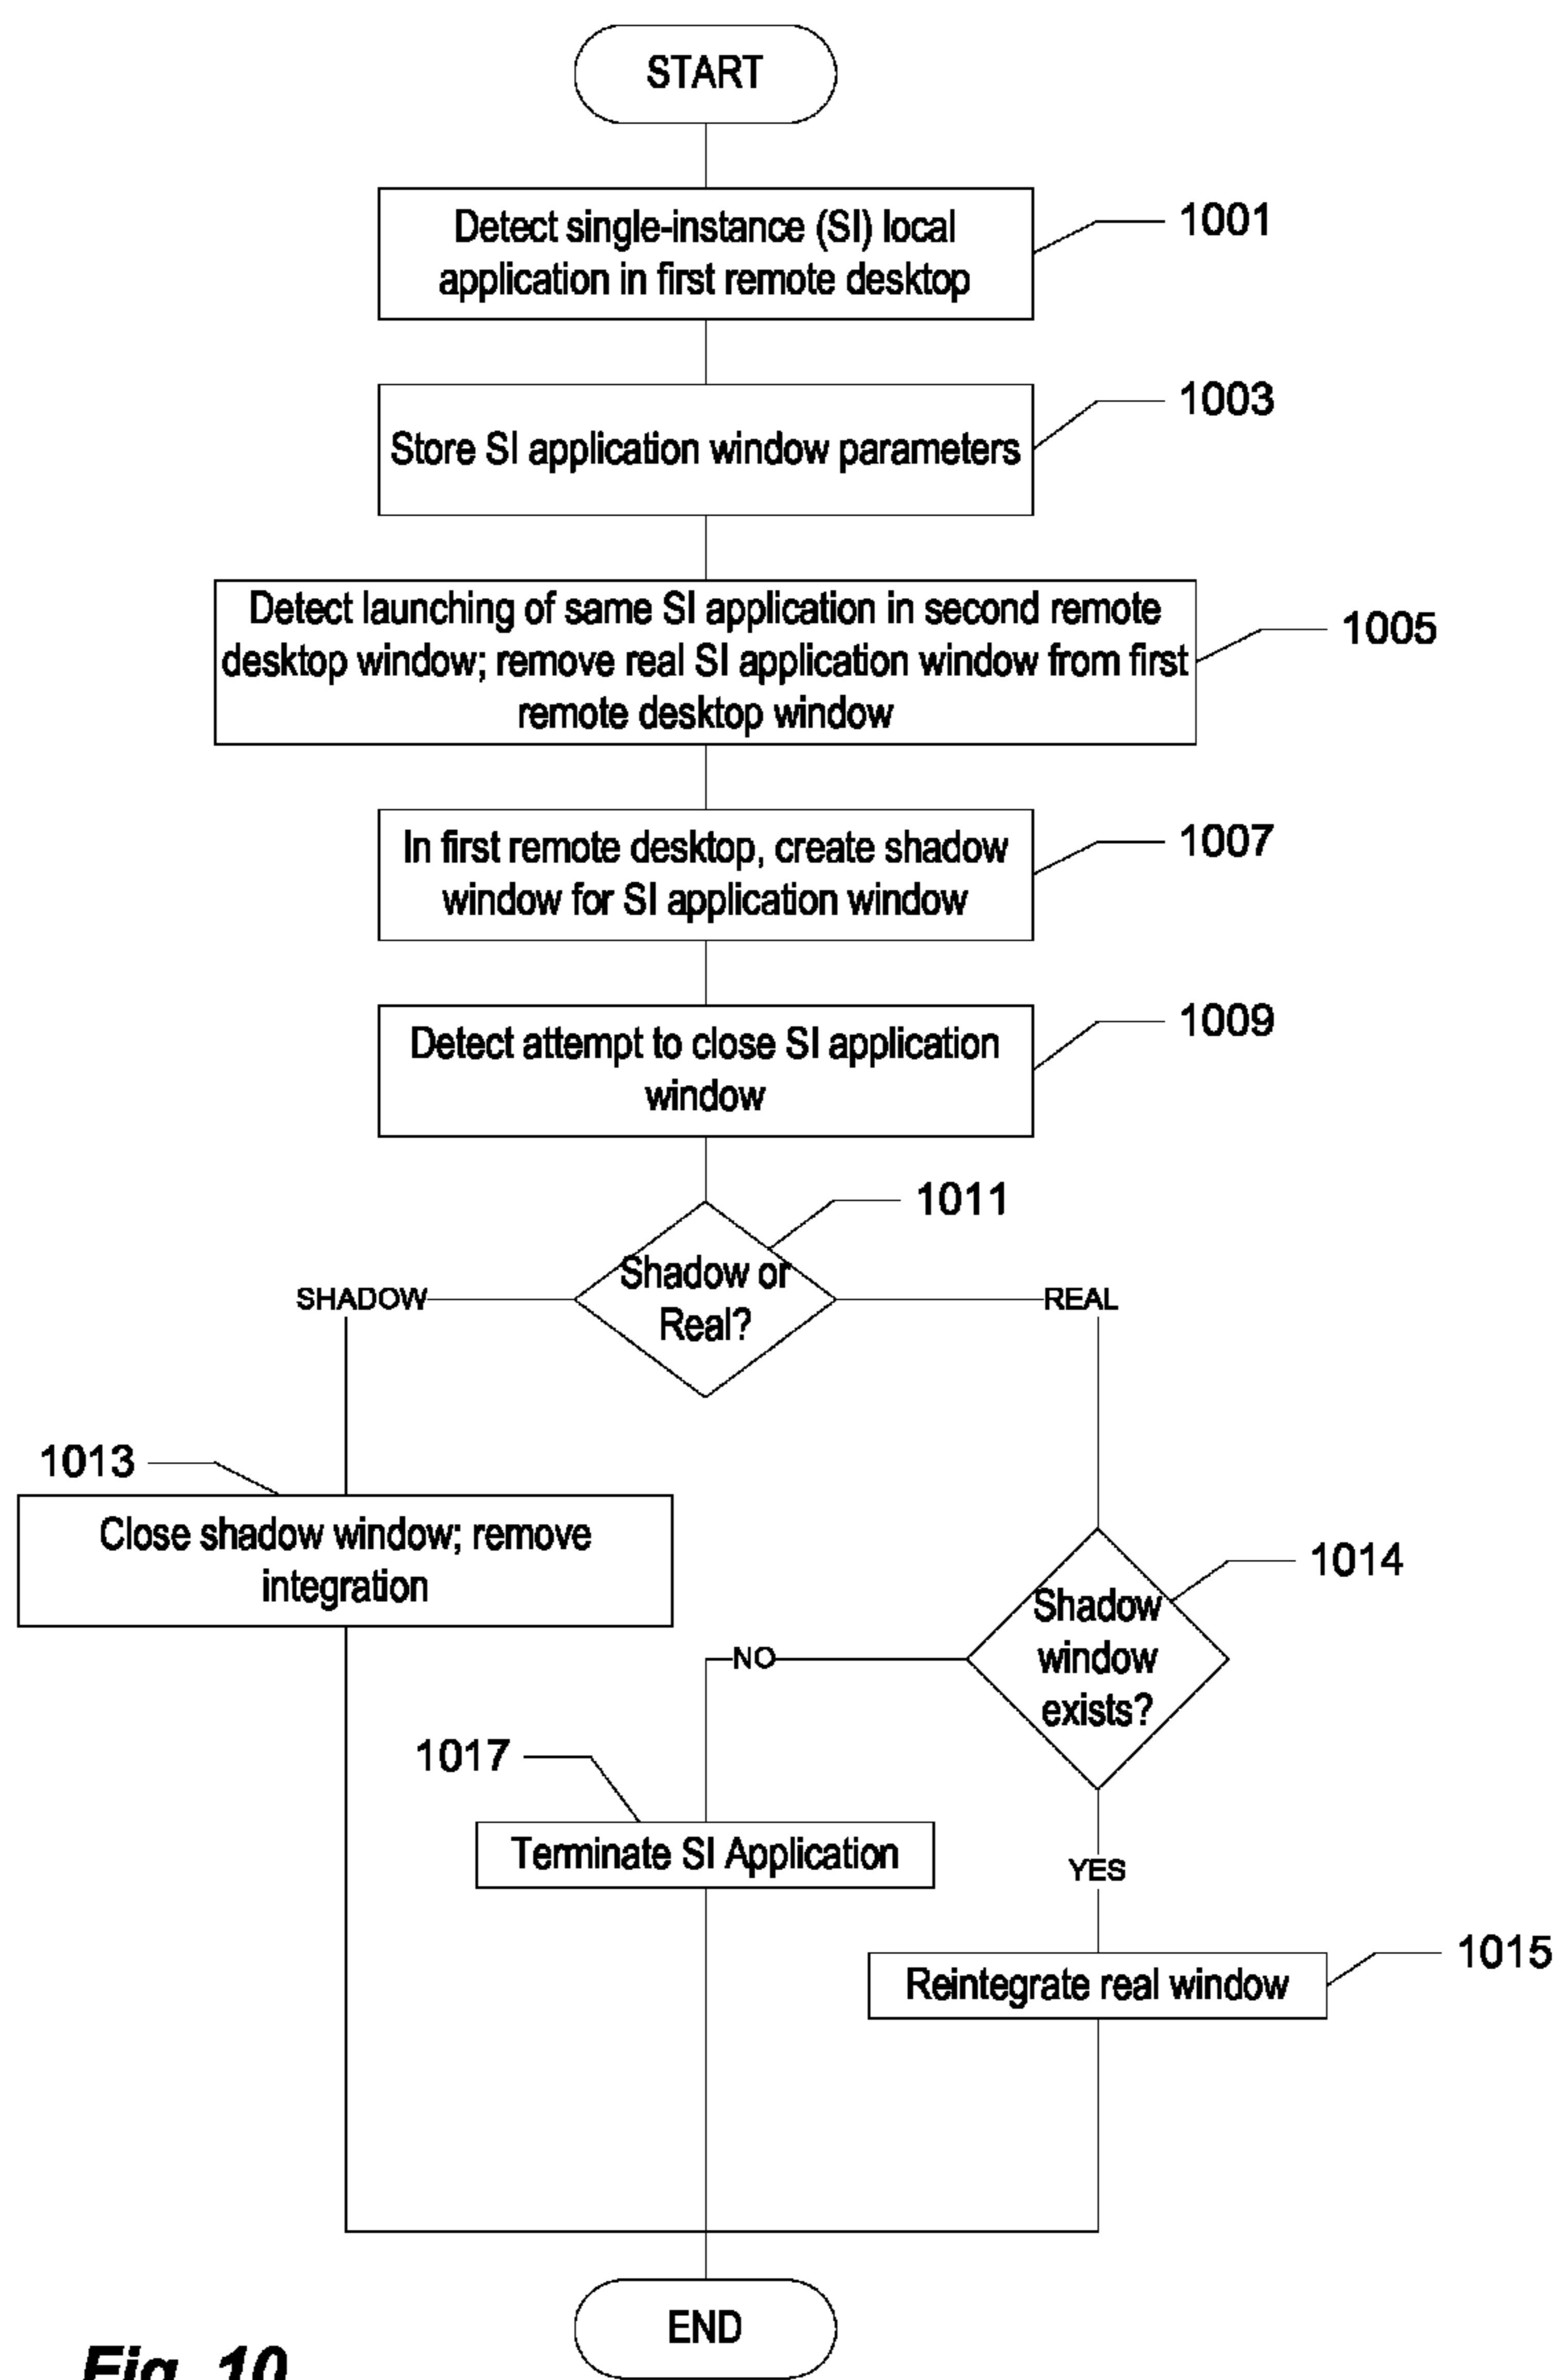 START
Detect single-instance (SI) local
application in first remote desktop
1001
Store SI application window parameters
1003
Detect launching of same SI application in second remote
desktop window; remove real SI application window from first
remote desktop window
1005
In first remote desktop, create shadow
window for SI application window
1007
Detect attempt to close SI application
window
1009
1011
Shadow or
Real?
SHADOW
REAL
1013
Close shadow window; remove
integration
1014
Shadow
window
exists?
NO
1017
Terminate SI Application
YES
1015
Reintegrate real window
END
Fig. 10